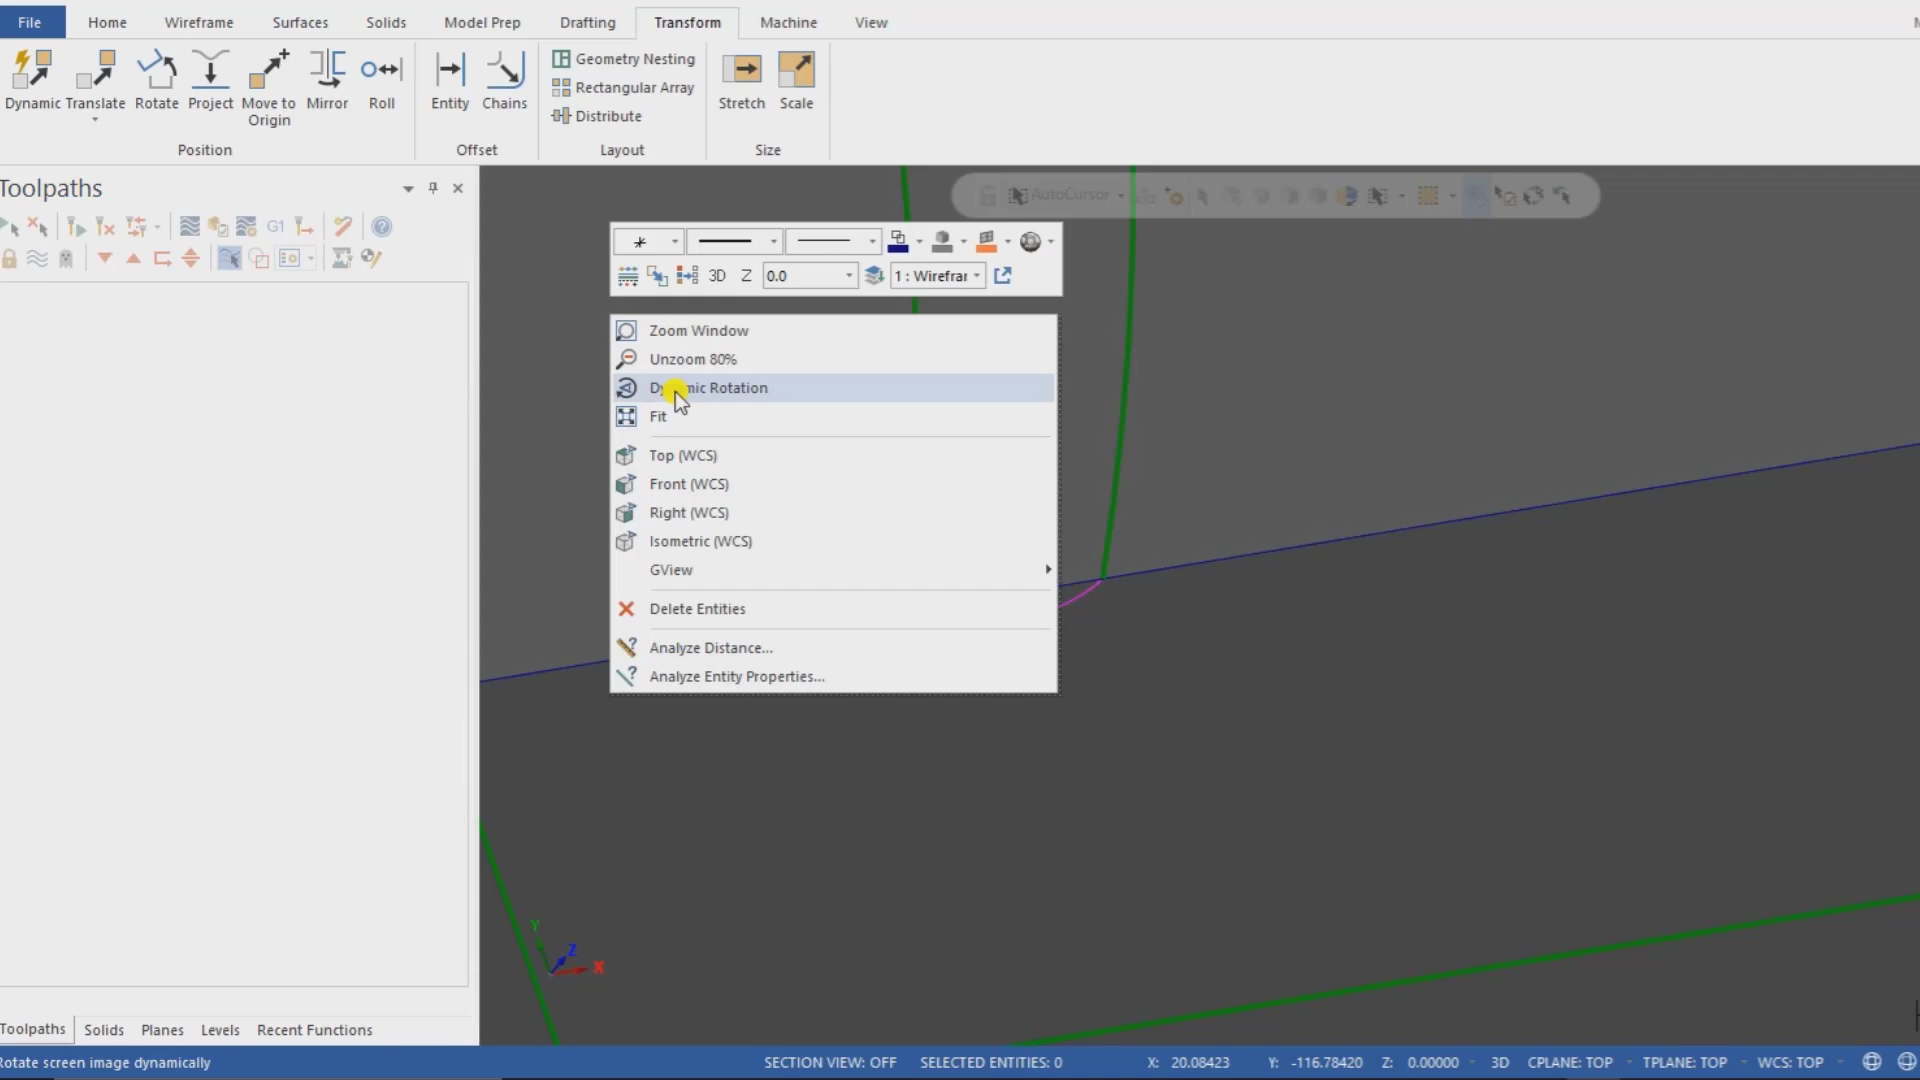 File Home Wireframe Surfaces Solids Model Prep Drafting Transform Machine View
Dynamic Translate Rotate Project Move to Origin Mirror Roll
Position
Entity Chains
Offset
Geometry Nesting
Rectangular Array
Distribute
Layout
Stretch Scale
Size
Toolpaths
G1
AutoCursor
3D Z 0.0 1 : Wirefrar
Zoom Window
Unzoom 80%
Dynamic Rotation
Fit
Top (WCS)
Front (WCS)
Right (WCS)
Isometric (WCS)
GView
Delete Entities
Analyze Distance...
Analyze Entity Properties...
Y
Z
X
Toolpaths Solids Planes Levels Recent Functions
Rotate screen image dynamically SECTION VIEW: OFF SELECTED ENTITIES: 0 X: 20.08423 Y: -116.78420 Z: 0.00000 3D CPLANE: TOP TPLANE: TOP WCS: TOP